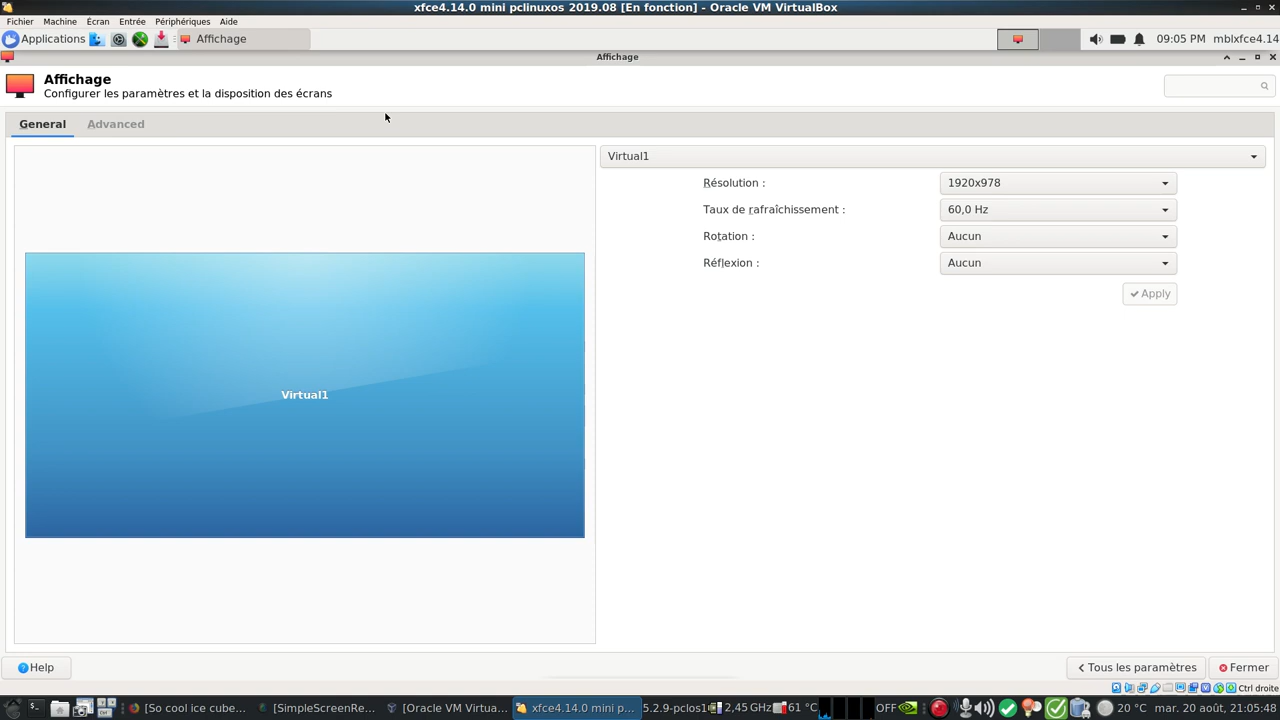 xfce4.14.0 mini pclinuxos 2019.08 [En fonction] - Oracle VM VirtualBox
Fichier Machine Écran Entrée Périphériques Aide
Applications Affichage 09:05 PM mblxfce4.14
Affichage
Affichage
Configurer les paramètres et la disposition des écrans
General Advanced
Virtual1
Résolution : 1920x978
Taux de rafraîchissement : 60,0 Hz
Rotation : Aucun
Réflexion : Aucun
Apply
Virtual1
Help Tous les paramètres Fermer
Ctrl droite
[So cool ice cube... [SimpleScreenRe... [Oracle VM Virtua... xfce4.14.0 mini p... 5.2.9-pclos1 2,45 GHz 61 °C OFF 20 °C mar. 20 août, 21:05:48